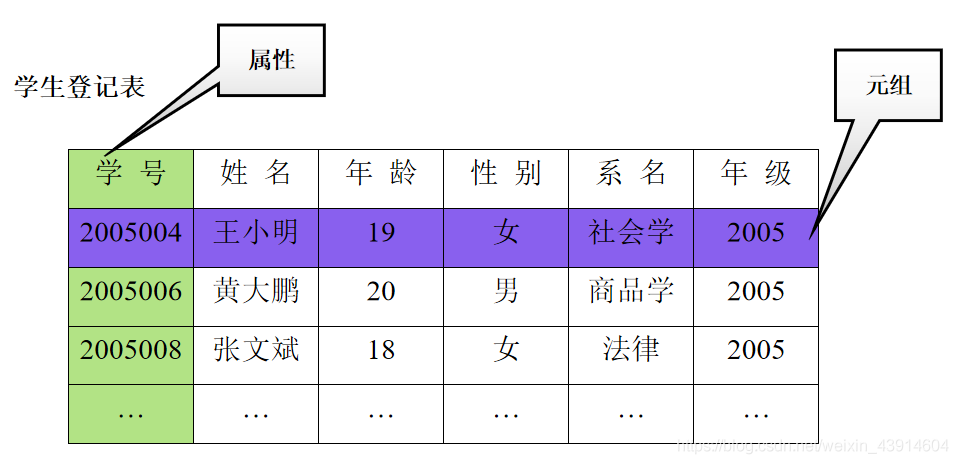 属性
元组
学生登记表
学 号 姓 名 年 龄 性 别 系 名 年 级
2005004 王小明 19 女 社会学 2005
2005006 黄大鹏 20 男 商品学 2005
2005008 张文斌 18 女 法律 2005
… … … … … …
https://blog.csdn.net/weixin_43914604